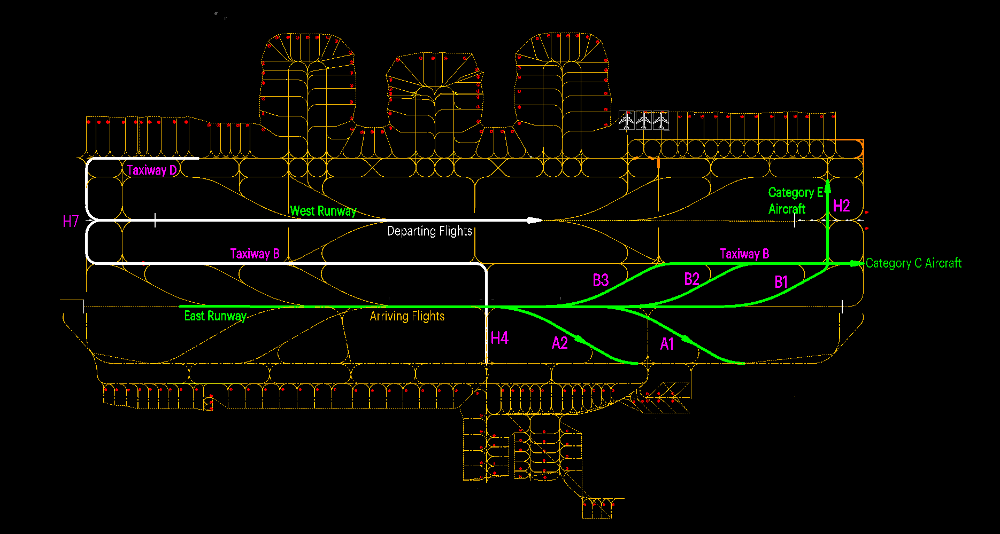 Taxiway D
Category E
Aircraft
H2
West Runway
H7
Departing Flights
Taxiway B
Taxiway B
Category C Aircraft
B3
B2
B1
East Runway
Arriving Flights
H4
A2
A1